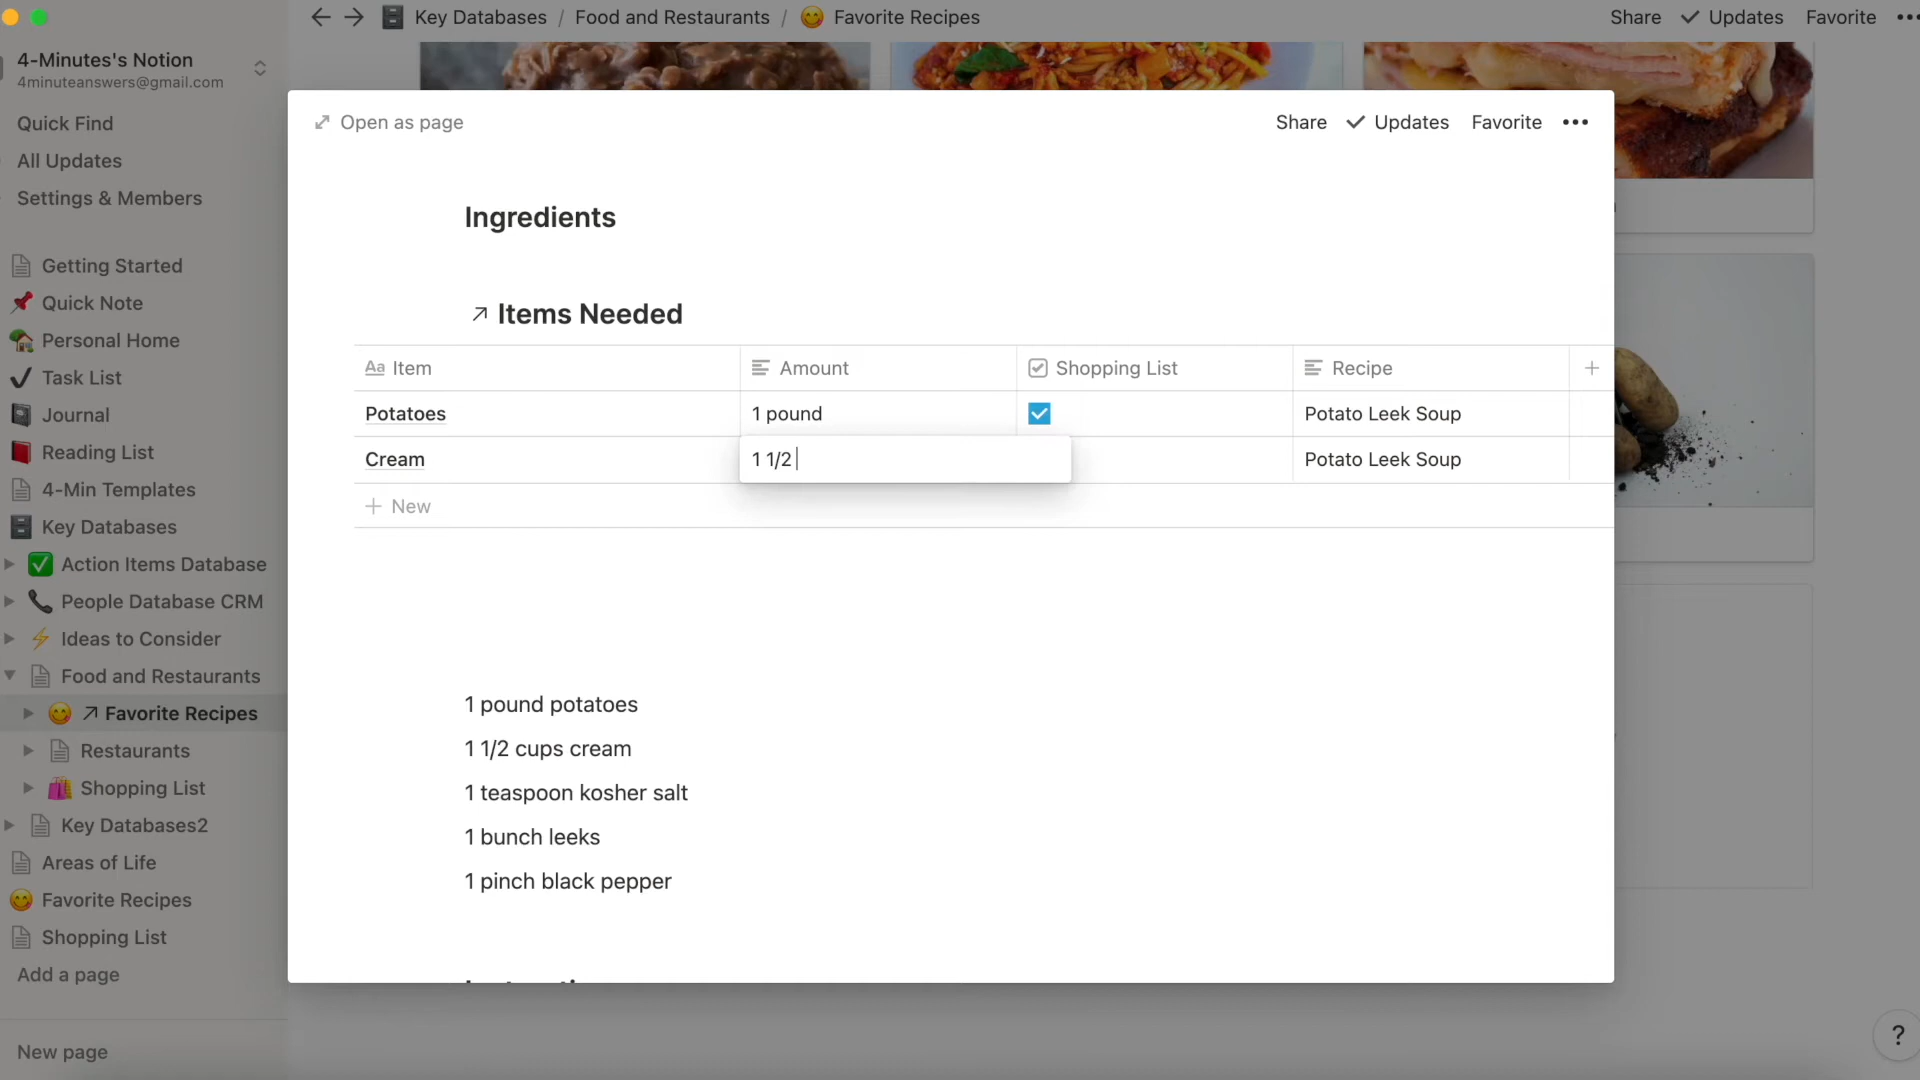 Key Databases / Food and Restaurants / Favorite Recipes
Share Updates Favorite
4-Minutes's Notion
4minuteanswers@gmail.com
Quick Find
All Updates
Settings & Members
Getting Started
Quick Note
Personal Home
Task List
Journal
Reading List
4-Min Templates
Key Databases
Action Items Database
People Database CRM
Ideas to Consider
Food and Restaurants
Favorite Recipes
Restaurants
Shopping List
Key Databases2
Areas of Life
Favorite Recipes
Shopping List
Add a page
New page
Open as page
Share Updates Favorite
Ingredients
Items Needed
Aa Item Amount Shopping List Recipe
Potatoes 1 pound Potato Leek Soup
Cream 1 1/2 Potato Leek Soup
New
1 pound potatoes
1 1/2 cups cream
1 teaspoon kosher salt
1 bunch leeks
1 pinch black pepper
?